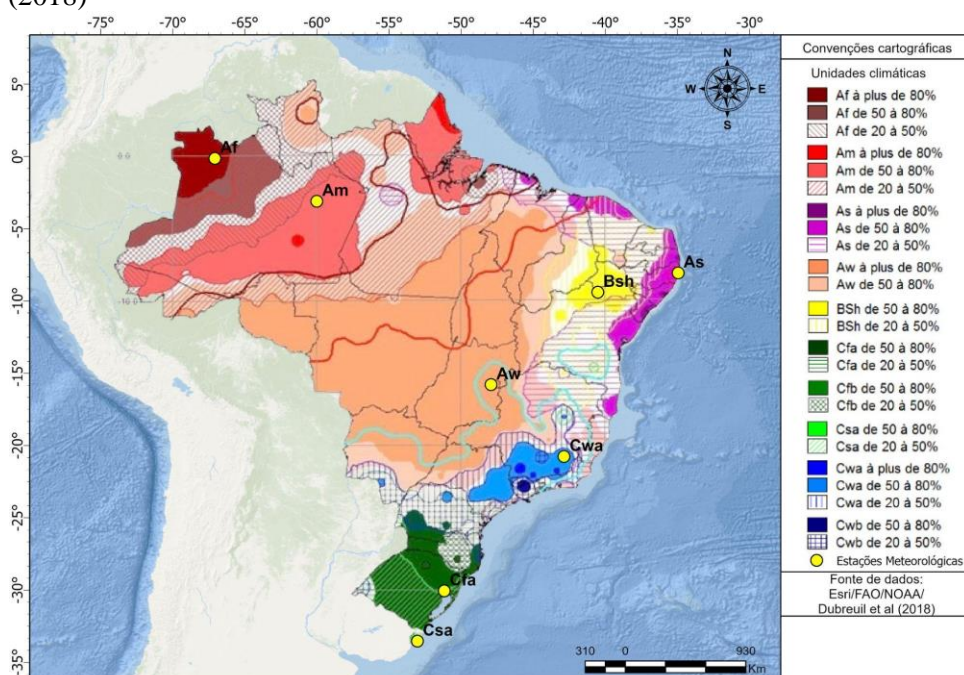 (2018)
-75° -70° -65° -60° -55° -50° -45° -40° -35° -30°
5°
0°
-5°
-10°
-15°
-20°
-25°
-30°
-35°
N
W E
S
0.0
-10.0
Af
Am
As
Bsh
Aw
Cwa
Cfa
Csa
310 0 930
Km
Convenções cartográficas
Unidades climáticas
Af à plus de 80%
Af de 50 à 80%
Af de 20 à 50%
Am à plus de 80%
Am de 50 à 80%
Am de 20 à 50%
As à plus de 80%
As de 50 à 80%
As de 20 à 50%
Aw à plus de 80%
Aw de 50 à 80%
BSh de 50 à 80%
BSh de 20 à 50%
Cfa de 50 à 80%
Cfa de 20 à 50%
Cfb de 50 à 80%
Cfb de 20 à 50%
Csa de 50 à 80%
Csa de 20 à 50%
Cwa à plus de 80%
Cwa de 50 à 80%
Cwa de 20 à 50%
Cwb de 50 à 80%
Cwb de 20 à 50%
Estações Meteorológicas
Fonte de dados:
Esri/FAO/NOAA/
Dubreuil et al (2018)